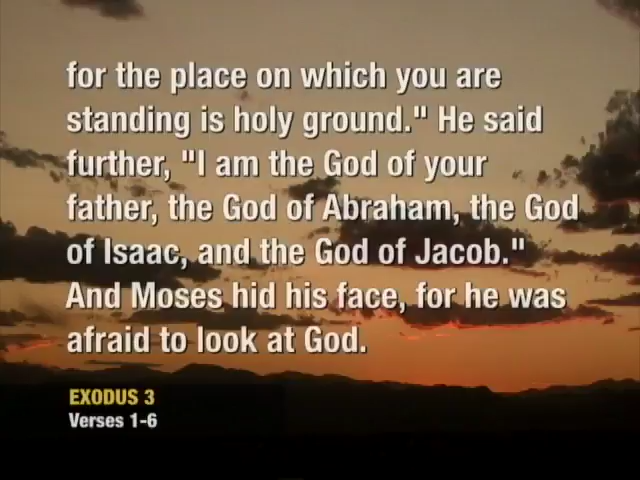 for the place on which you are
standing is holy ground." He said
further, "I am the God of your
father, the God of Abraham, the God
of Isaac, and the God of Jacob."
And Moses hid his face, for he was
afraid to look at God.
EXODUS 3
Verses 1-6